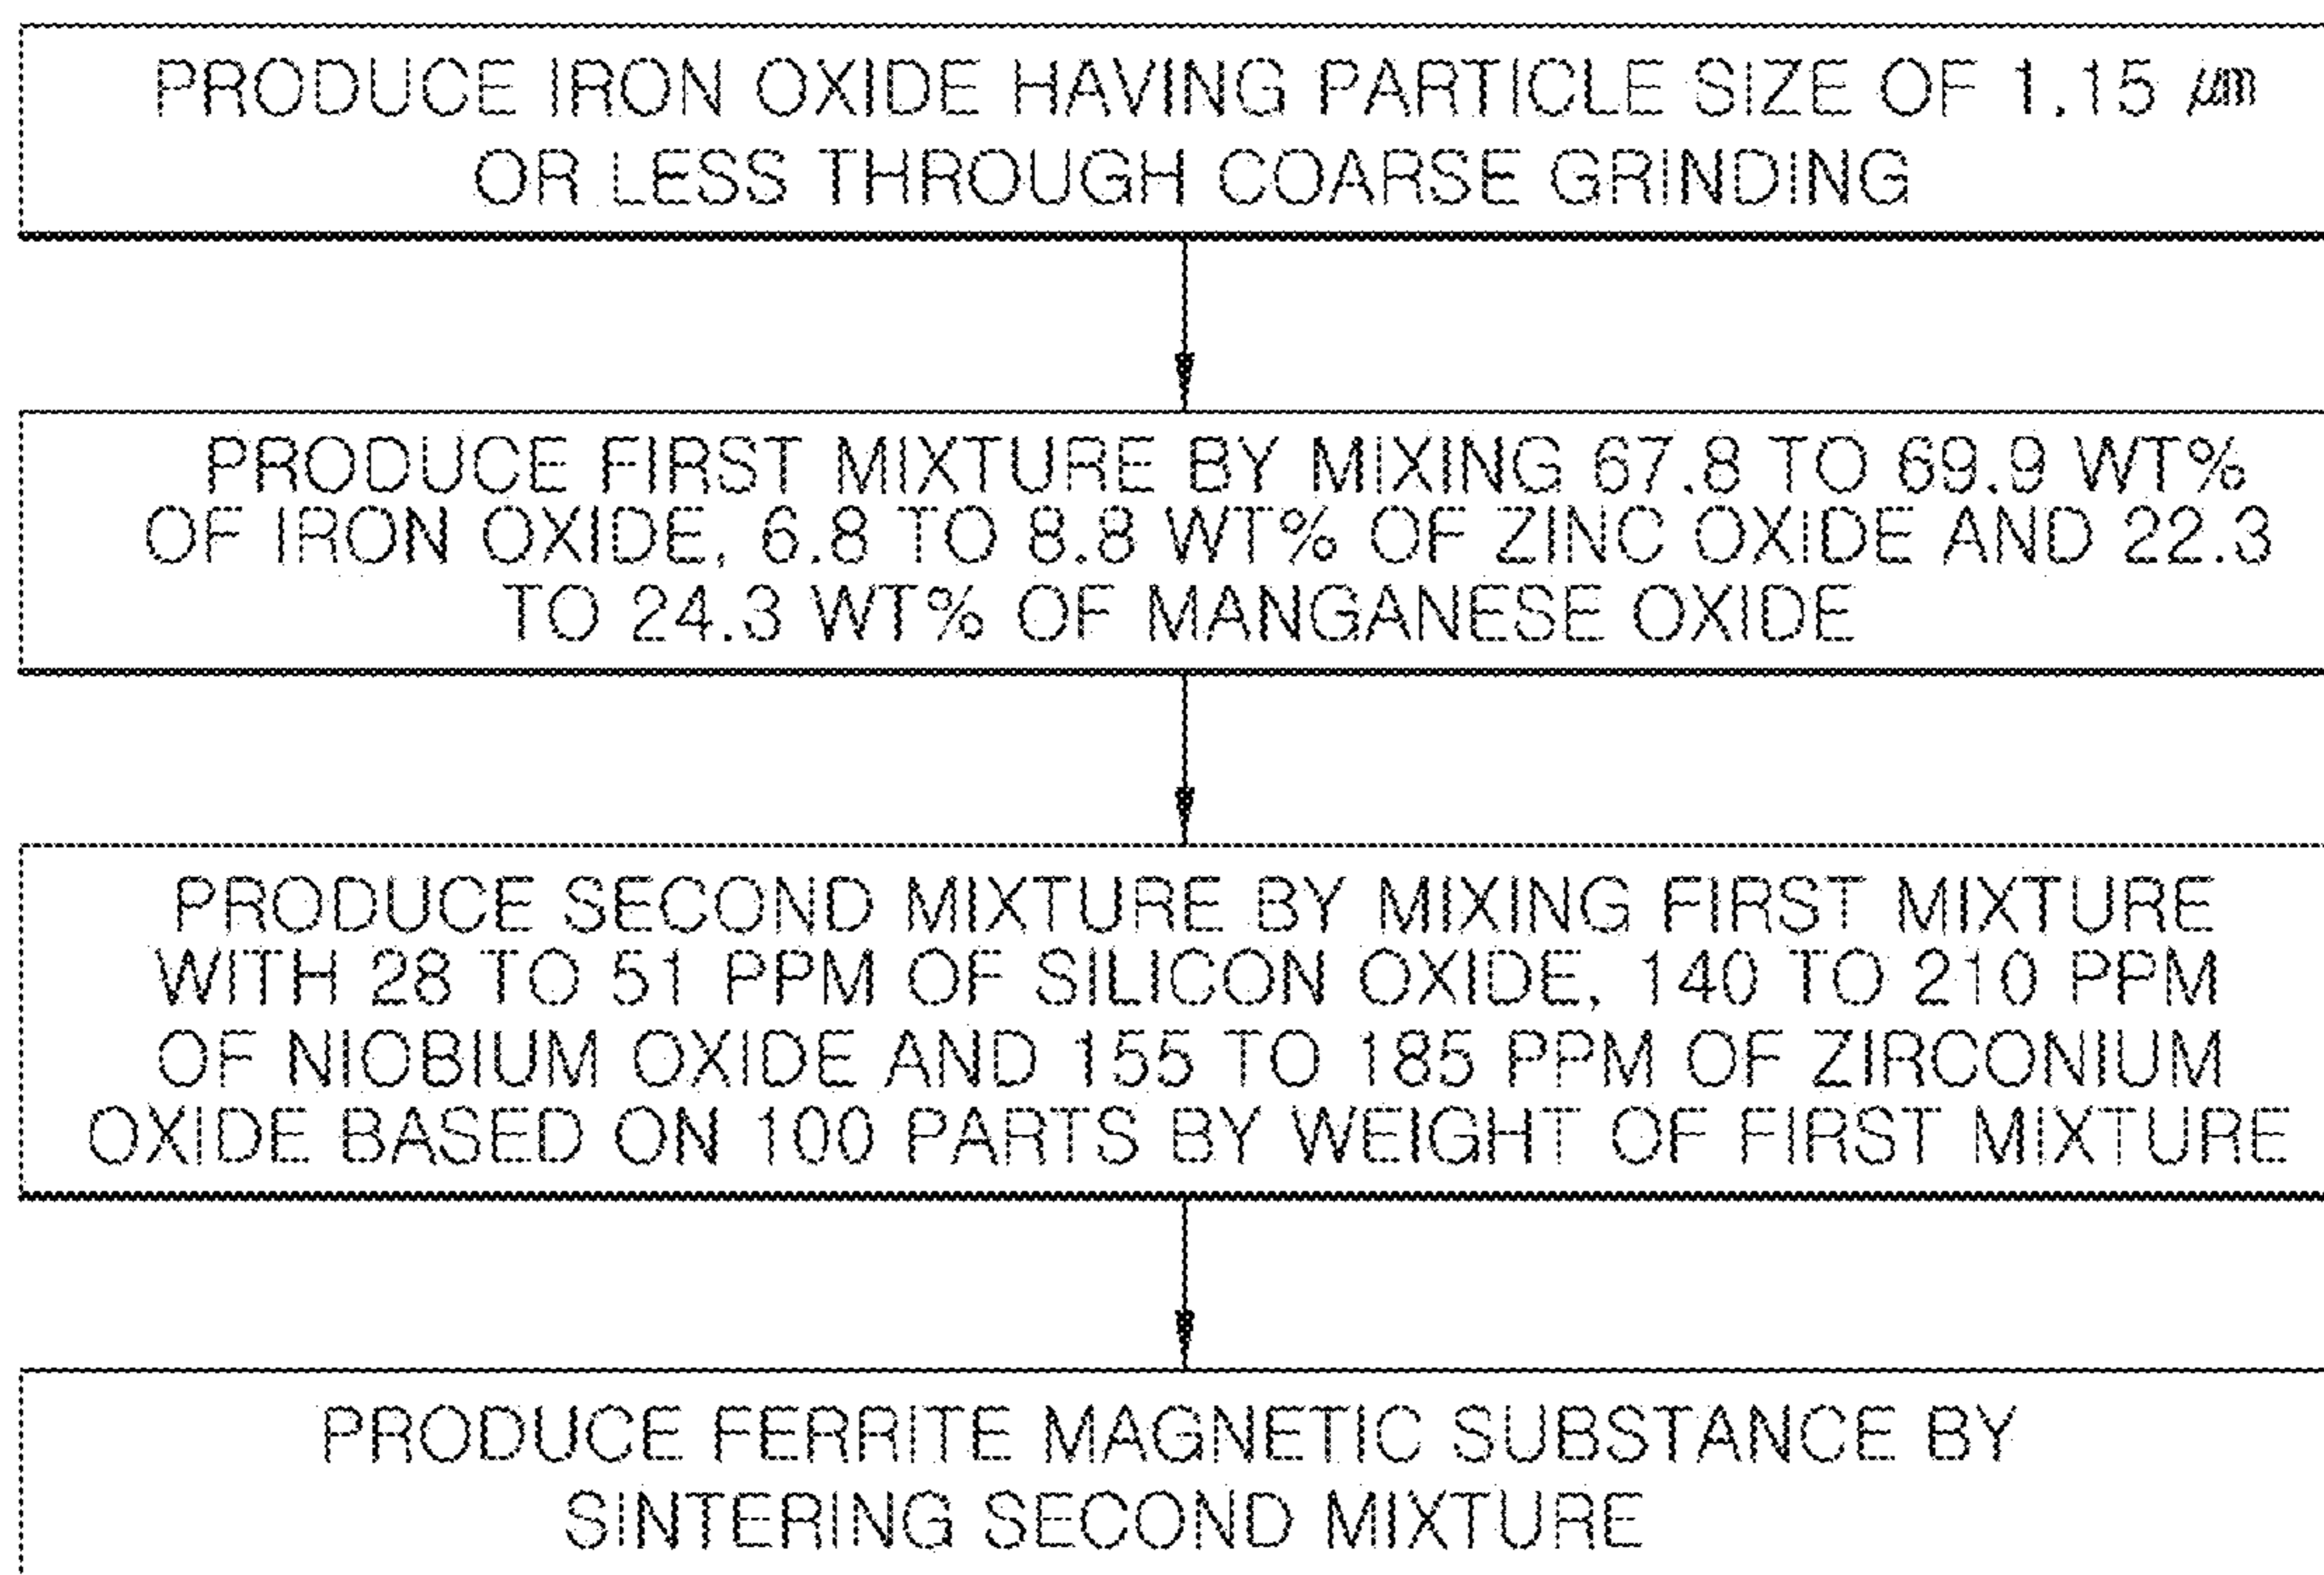 PRODUCE IRON OXIDE HAVING PARTICLE SIZE OF 1.15 ㎛
OR LESS THROUGH COARSE GRINDING
PRODUCE FIRST MIXTURE BY MIXING 67.8 TO 69.9 WT%
OF IRON OXIDE, 6.8 TO 8.8 WT% OF ZINC OXIDE AND 22.3
TO 24.3 WT% OF MANGANESE OXIDE
PRODUCE SECOND MIXTURE BY MIXING FIRST MIXTURE
WITH 28 TO 51 PPM OF SILICON OXIDE, 140 TO 210 PPM
OF NIOBIUM OXIDE AND 155 TO 185 PPM OF ZIRCONIUM
OXIDE BASED ON 100 PARTS BY WEIGHT OF FIRST MIXTURE
PRODUCE FERRITE MAGNETIC SUBSTANCE BY
SINTERING SECOND MIXTURE